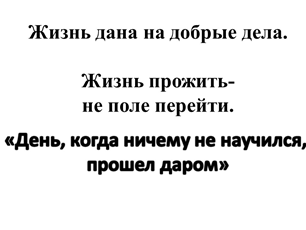 Жизнь дана на добрые дела.
Жизнь прожить-
не поле перейти.
«День, когда ничему не научился,
прошел даром»